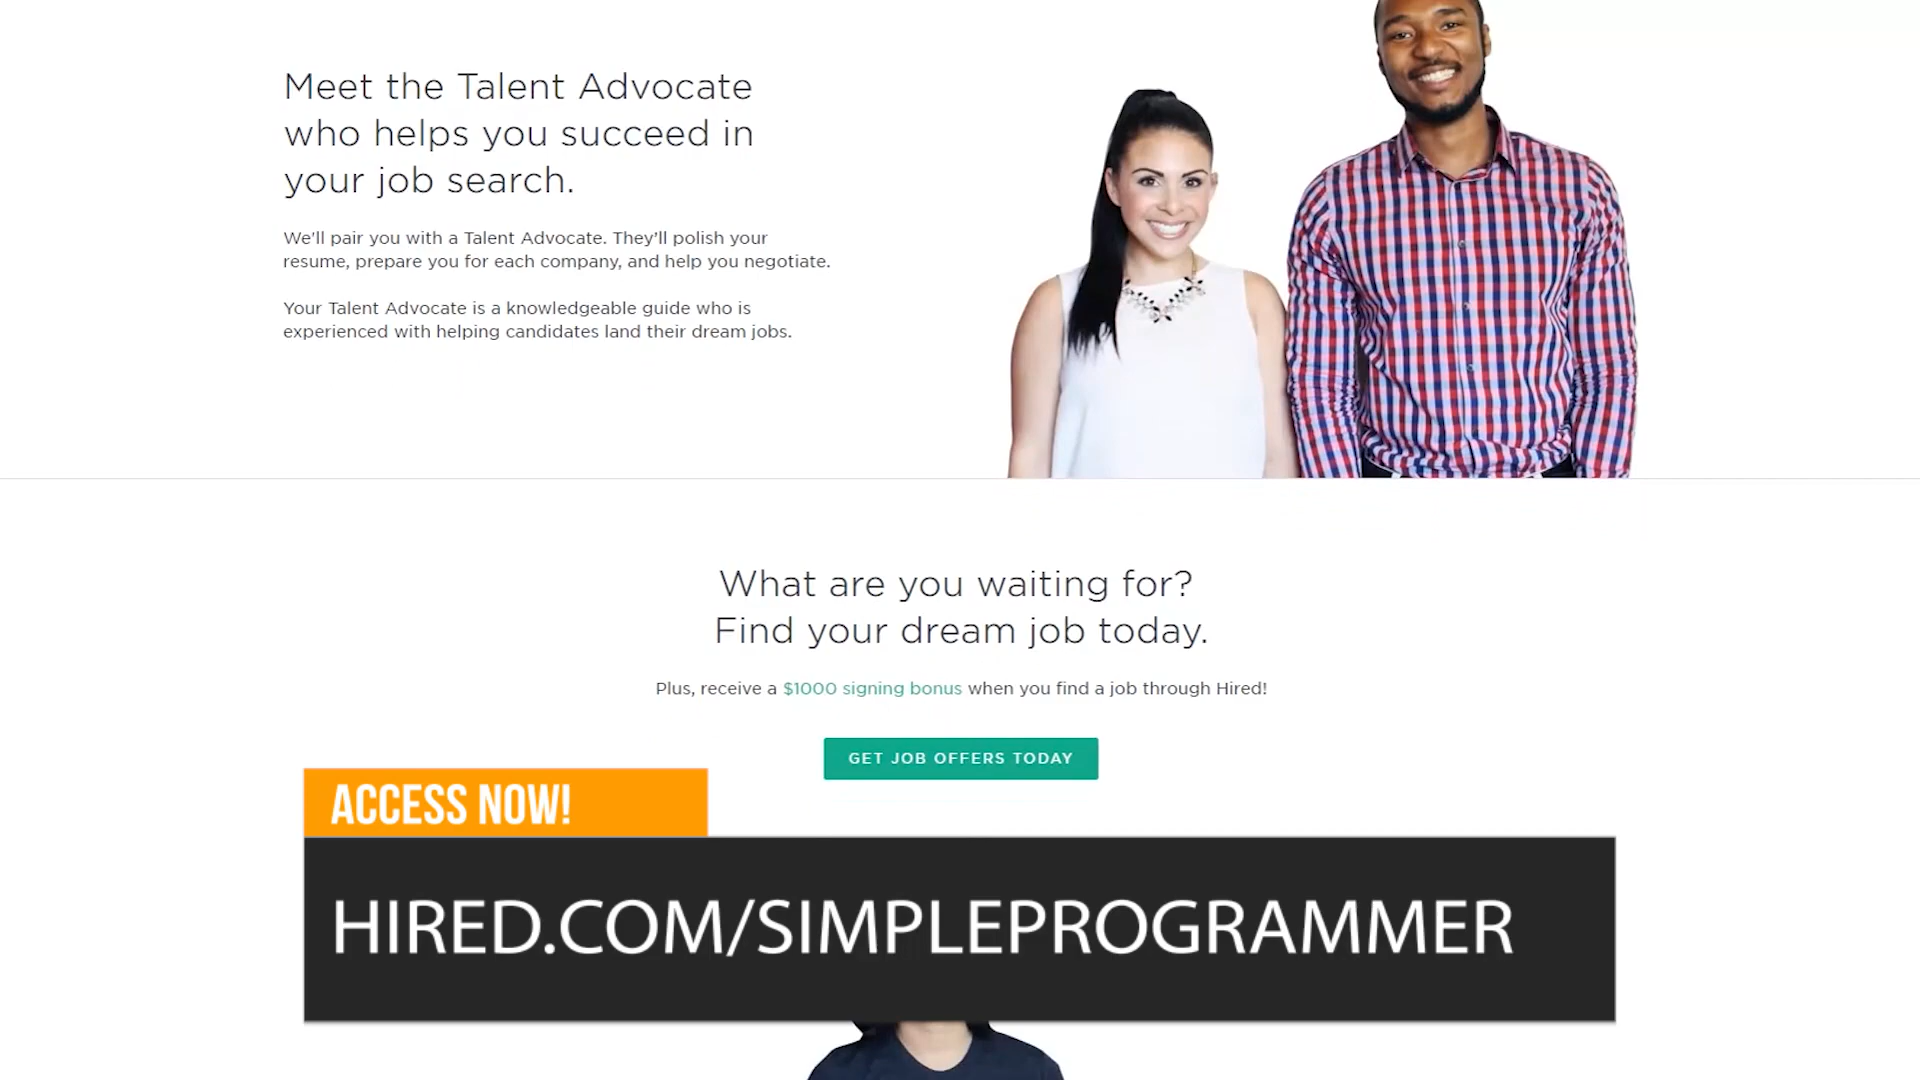 Meet the Talent Advocate
who helps you succeed in
your job search.
We'll pair you with a Talent Advocate. They'll polish your
resume, prepare you for each company, and help you negotiate.
Your Talent Advocate is a knowledgeable guide who is
experienced with helping candidates land their dream jobs.
What are you waiting for?
Find your dream job today.
Plus, receive a $1000 signing bonus when you find a job through Hired!
GET JOB OFFERS TODAY
ACCESS NOW!
HIRED.COM/SIMPLEPROGRAMMER